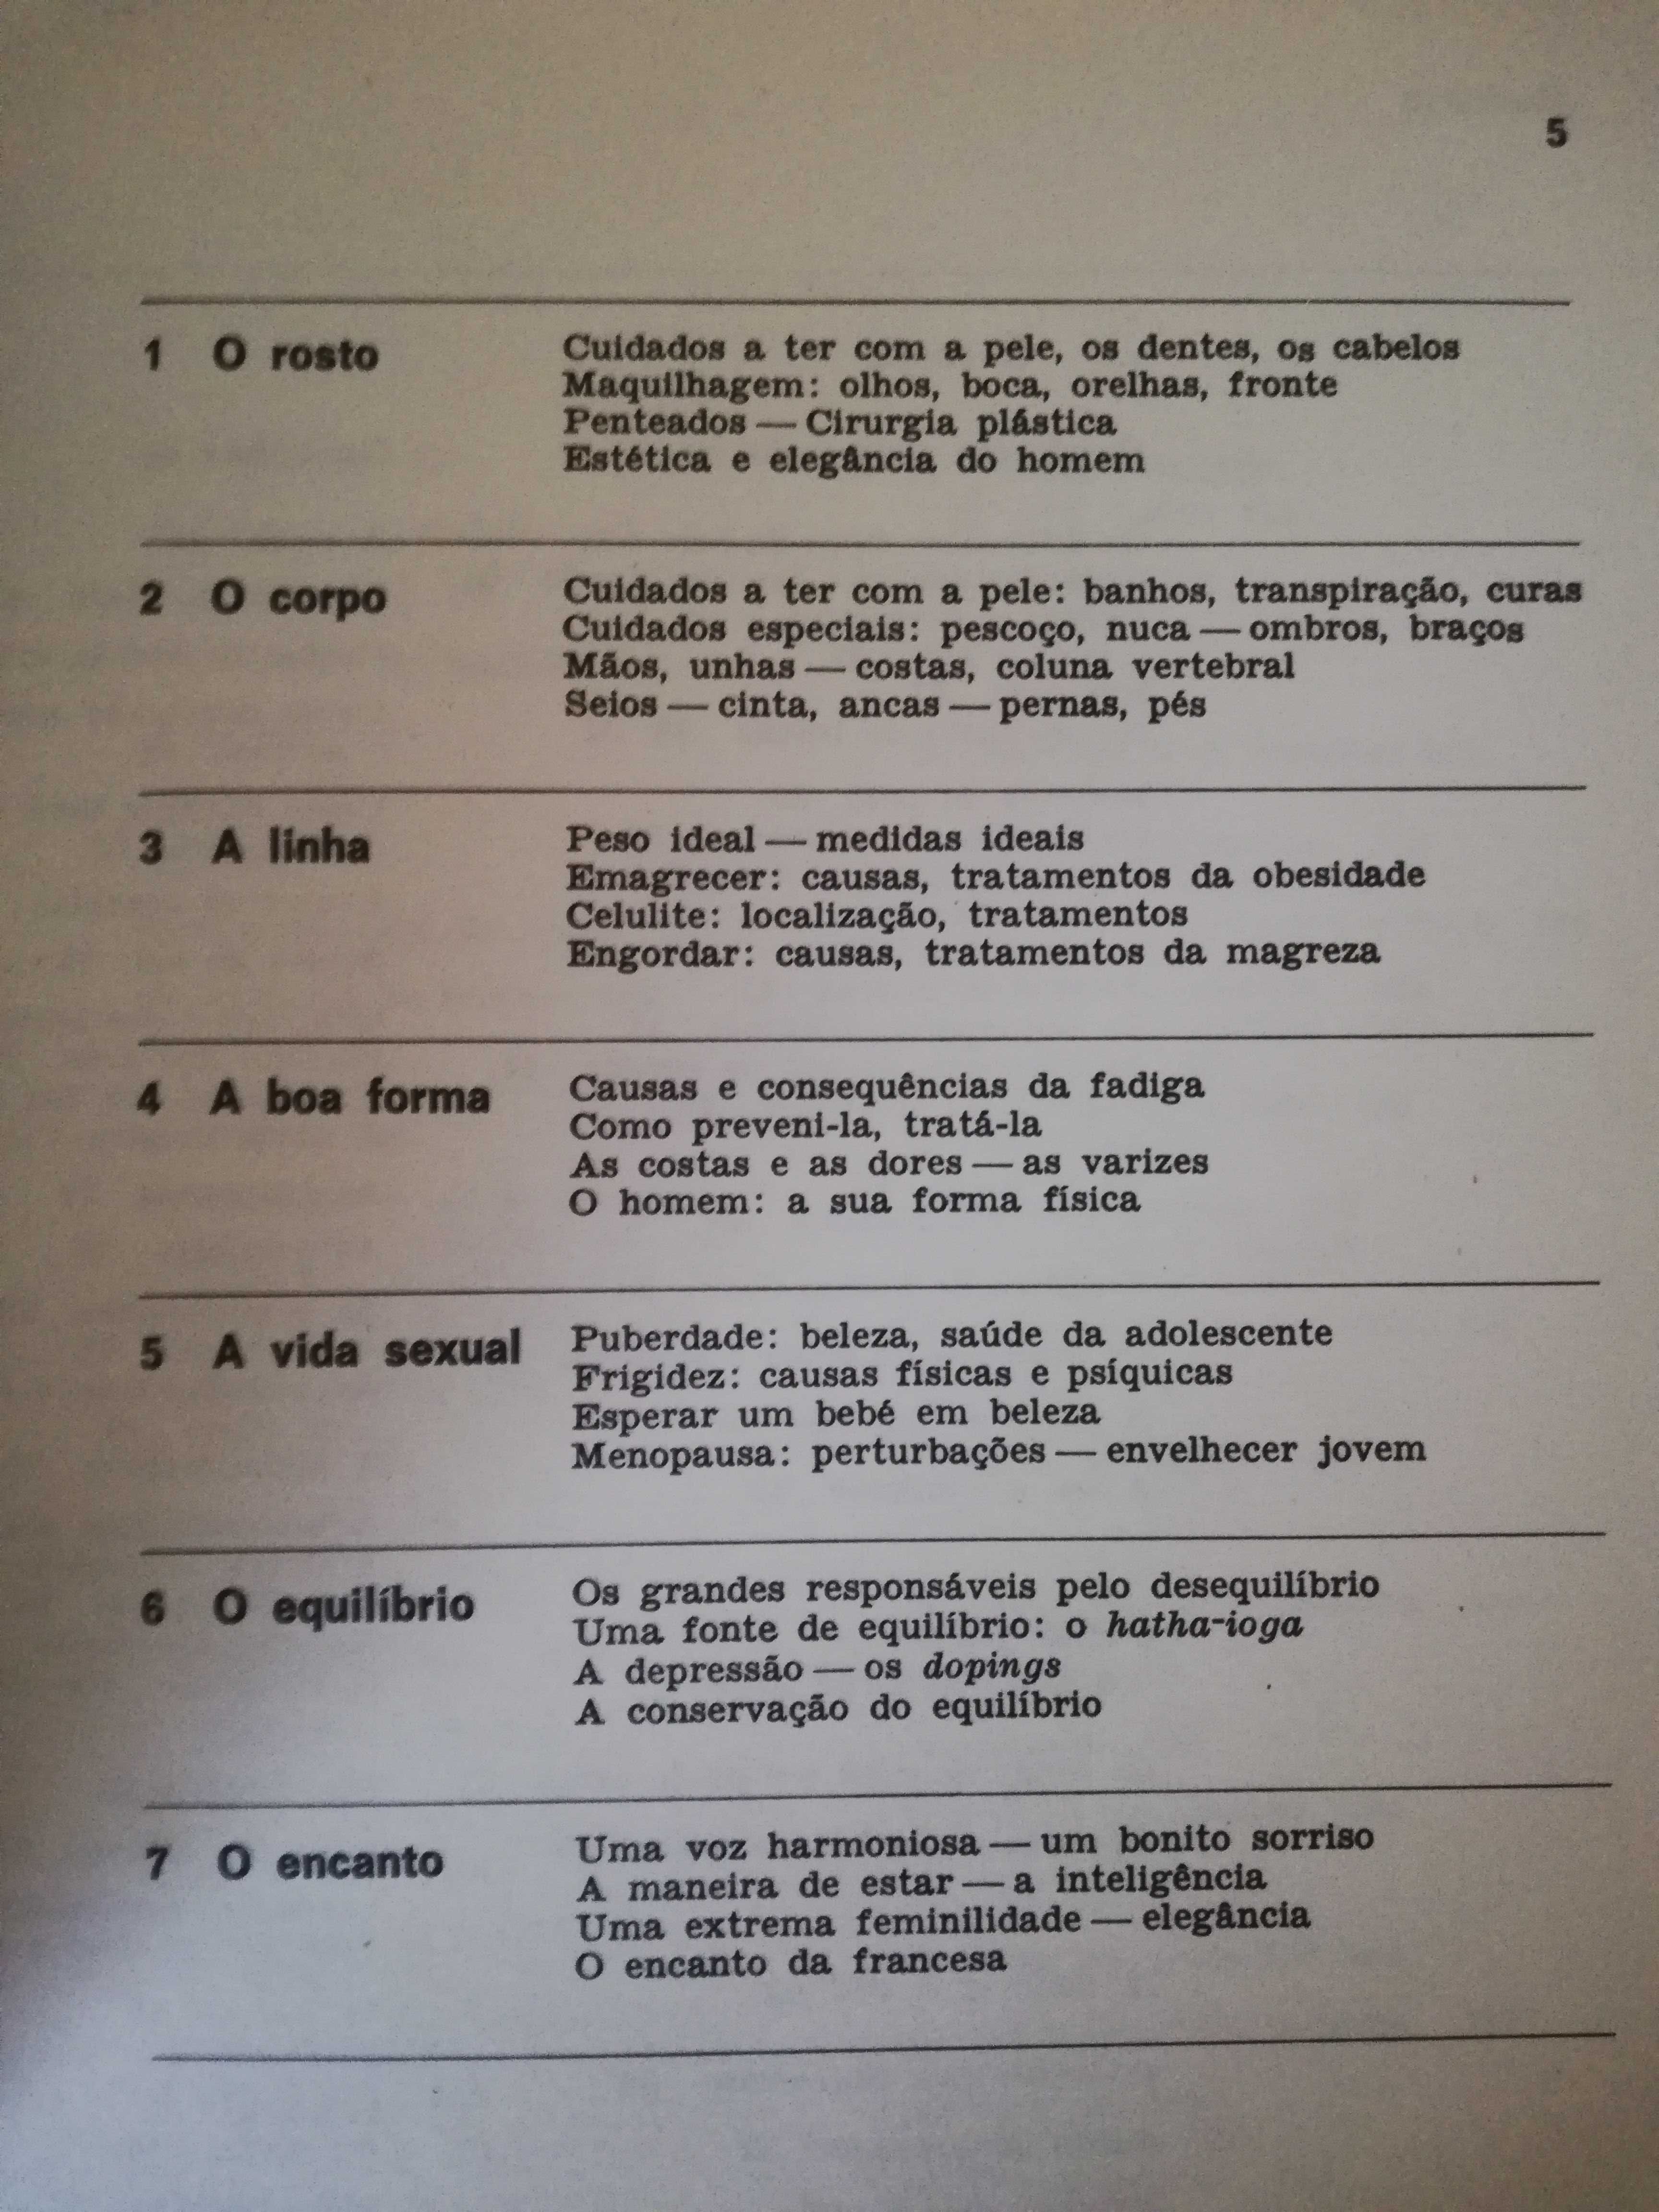 5
1 O rosto
Cuidados a ter com a pele, os dentes, os cabelos
Maquilhagem: olhos, boca, orelhas, fronte
Penteados — Cirurgia plástica
Estética e elegância do homem
2 O corpo
Cuidados a ter com a pele: banhos, transpiração, curas
Cuidados especiais: pescoço, nuca — ombros, braços
Mãos, unhas — costas, coluna vertebral
Seios — cinta, ancas — pernas, pés
3 A linha
Peso ideal — medidas ideais
Emagrecer: causas, tratamentos da obesidade
Celulite: localização, tratamentos
Engordar: causas, tratamentos da magreza
4 A boa forma
Causas e consequências da fadiga
Como preveni-la, tratá-la
As costas e as dores — as varizes
O homem: a sua forma física
5 A vida sexual
Puberdade: beleza, saúde da adolescente
Frigidez: causas físicas e psíquicas
Esperar um bebé em beleza
Menopausa: perturbações — envelhecer jovem
6 O equilíbrio
Os grandes responsáveis pelo desequilíbrio
Uma fonte de equilíbrio: o hatha-ioga
A depressão — os dopings
A conservação do equilíbrio
7 O encanto
Uma voz harmoniosa — um bonito sorriso
A maneira de estar — a inteligência
Uma extrema feminilidade — elegância
O encanto da francesa